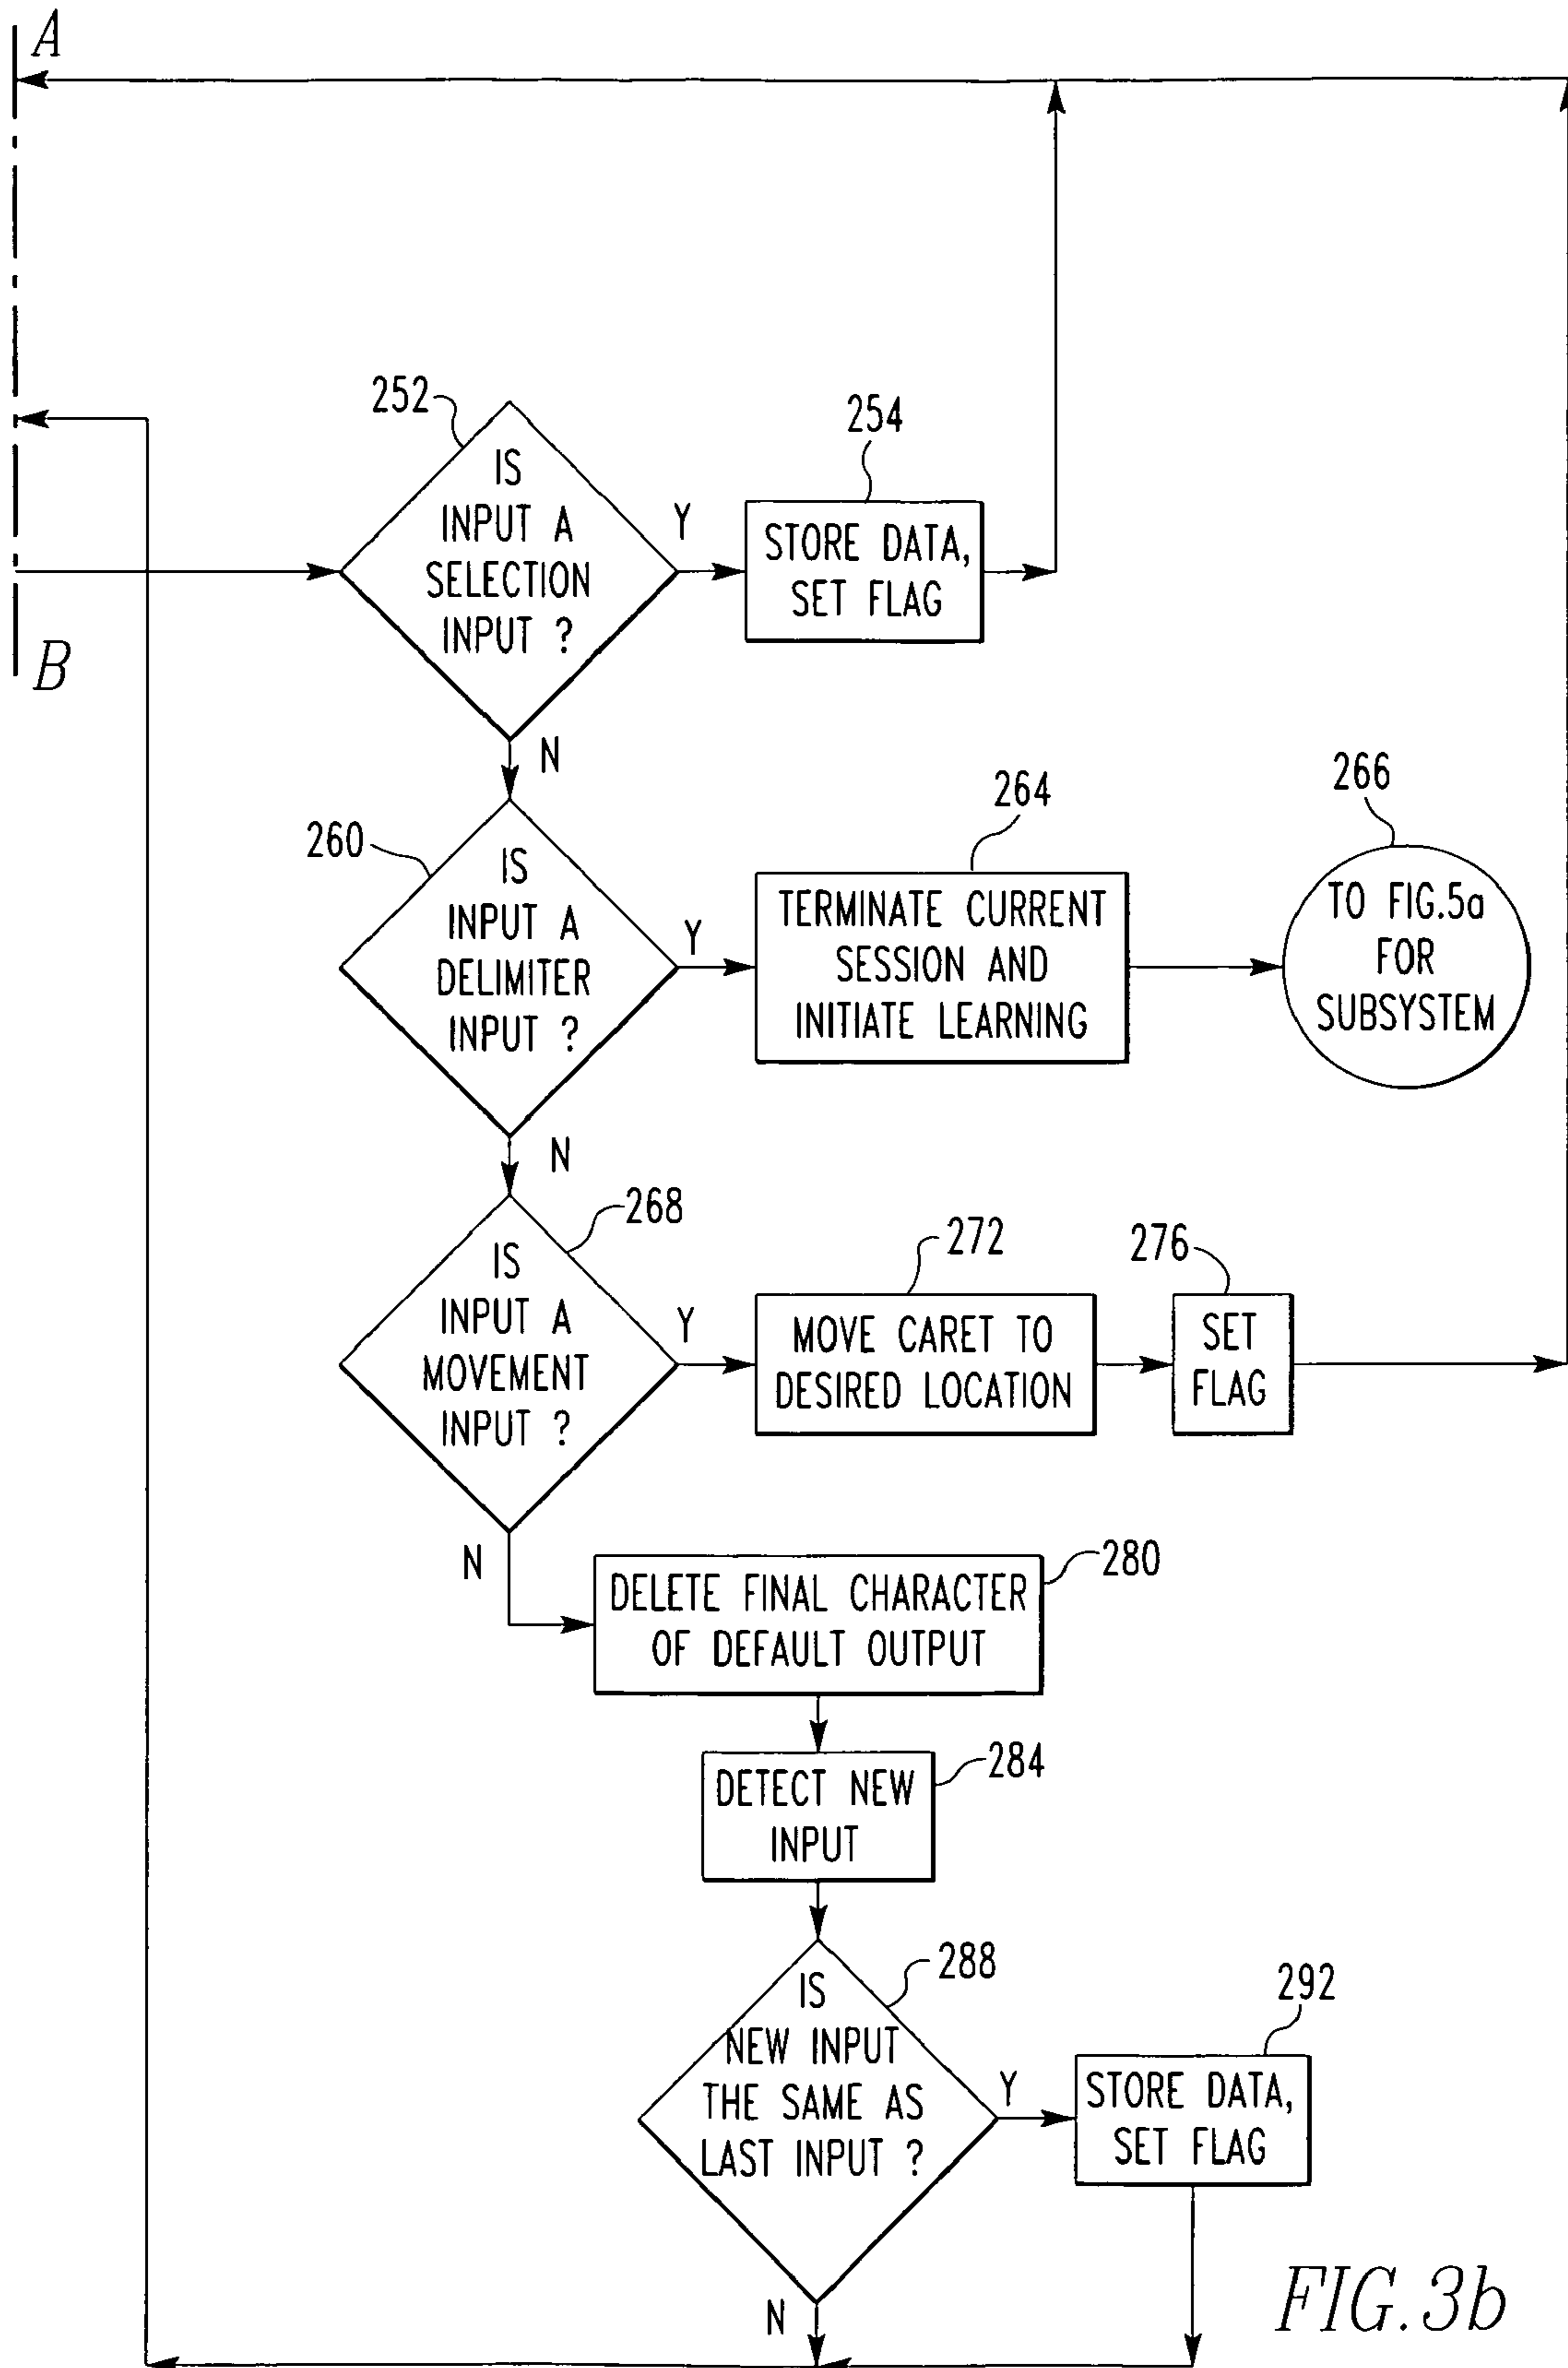 A
252
IS
INPUT A
SELECTION
INPUT ?
Y
254
STORE DATA,
SET FLAG
B
N
260
IS
INPUT A
DELIMITER
INPUT ?
Y
264
TERMINATE CURRENT
SESSION AND
INITIATE LEARNING
266
TO FIG.5a
FOR
SUBSYSTEM
N
268
IS
INPUT A
MOVEMENT
INPUT ?
Y
272
MOVE CARET TO
DESIRED LOCATION
276
SET
FLAG
N
280
DELETE FINAL CHARACTER
OF DEFAULT OUTPUT
284
DETECT NEW
INPUT
288
IS
NEW INPUT
THE SAME AS
LAST INPUT ?
Y
292
STORE DATA,
SET FLAG
N
FIG.3b